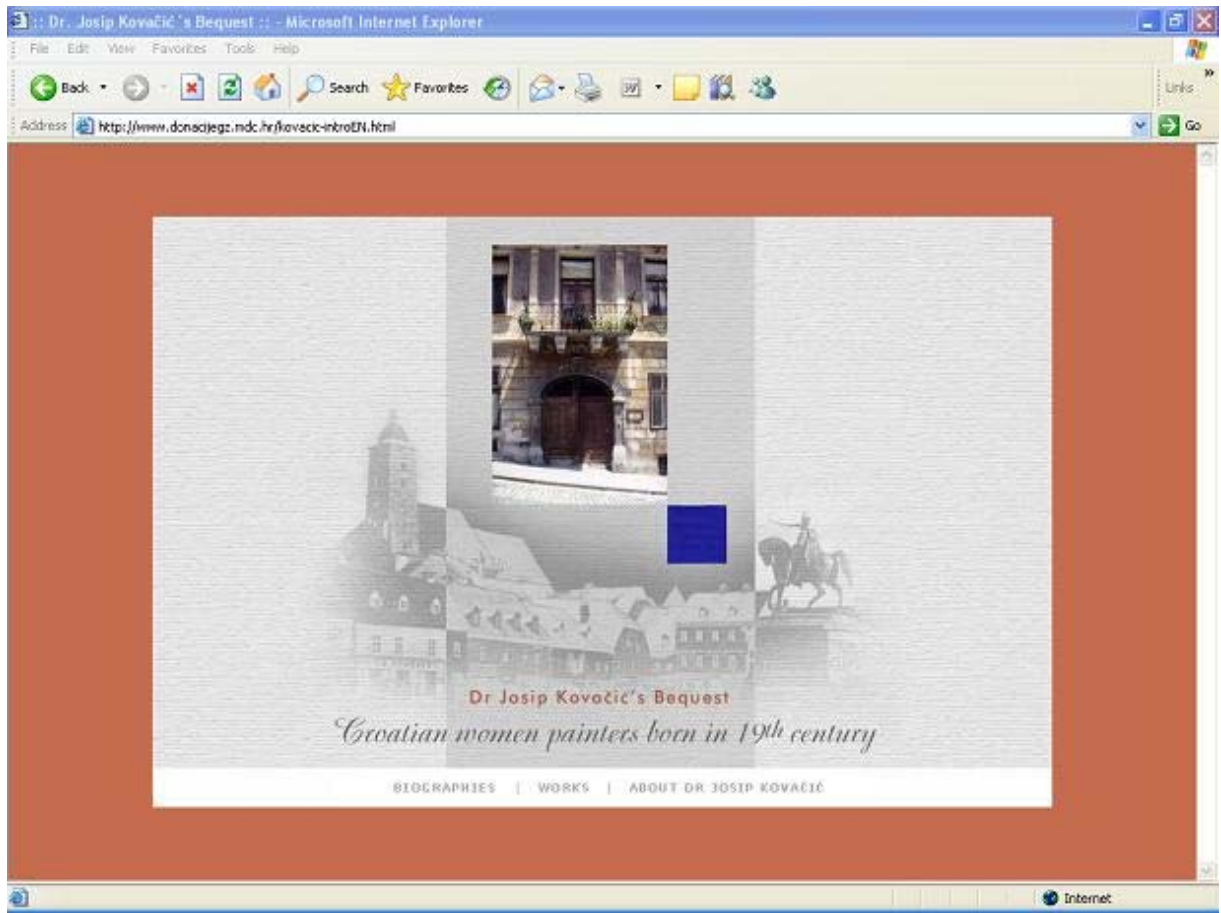 :: Dr. Josip Kovačić´s Bequest :: - Microsoft Internet Explorer
File Edit View Favorites Tools Help
Back Search Favorites Links
Address http://www.donacijegz.mdc.hr/kovacic-introEN.html Go
Dr Josip Kovačić's Bequest
Croatian women painters born in 19th century
BIOGRAPHIES | WORKS | ABOUT DR JOSIP KOVAČIĆ
Internet